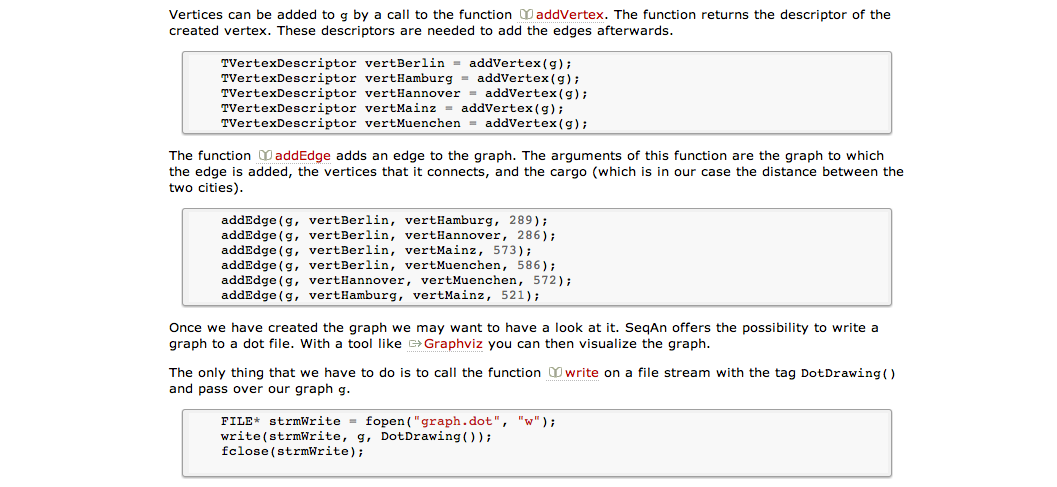 Vertices can be added to g by a call to the function addVertex. The function returns the descriptor of the
created vertex. These descriptors are needed to add the edges afterwards.
TVertexDescriptor vertBerlin = addVertex(g);
TVertexDescriptor vertHamburg = addVertex(g);
TVertexDescriptor vertHannover = addVertex(g);
TVertexDescriptor vertMainz = addVertex(g);
TVertexDescriptor vertMuenchen = addVertex(g);
The function addEdge adds an edge to the graph. The arguments of this function are the graph to which
the edge is added, the vertices that it connects, and the cargo (which is in our case the distance between the
two cities).
addEdge(g, vertBerlin, vertHamburg, 289);
addEdge(g, vertBerlin, vertHannover, 286);
addEdge(g, vertBerlin, vertMainz, 573);
addEdge(g, vertBerlin, vertMuenchen, 586);
addEdge(g, vertHannover, vertMuenchen, 572);
addEdge(g, vertHamburg, vertMainz, 521);
Once we have created the graph we may want to have a look at it. SeqAn offers the possibility to write a
graph to a dot file. With a tool like Graphviz you can then visualize the graph.
The only thing that we have to do is to call the function write on a file stream with the tag DotDrawing()
and pass over our graph g.
FILE* strmWrite = fopen("graph.dot", "w");
write(strmWrite, g, DotDrawing());
fclose(strmWrite);